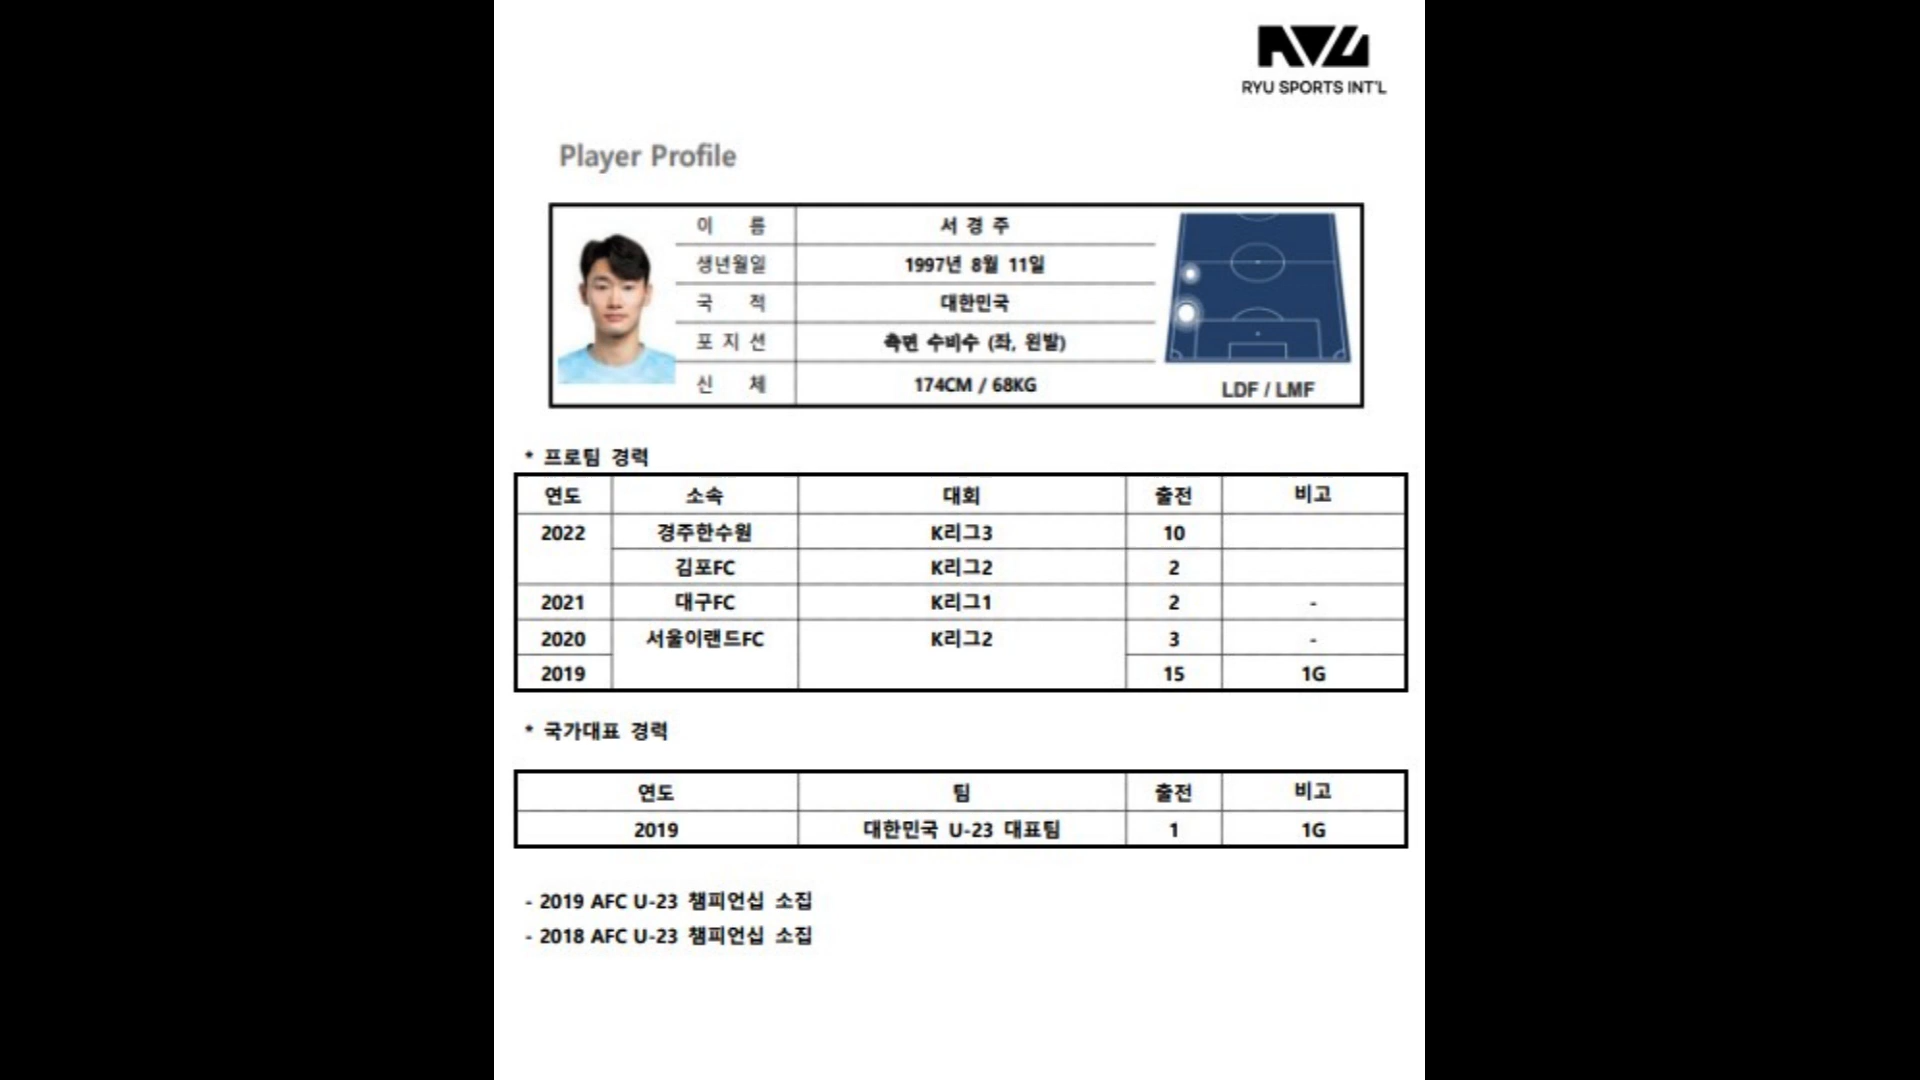 RYU SPORTS INT'L
Player Profile
이 름 서 경 주
생년월일 1997년 8월 11일
국 적 대한민국
포 지 션 측면 수비수 (좌, 왼발)
신 체 174CM / 68KG
LDF / LMF
* 프로팀 경력
연도 소속 대회 출전 비고
2022 경주한수원 K리그3 10
김포FC K리그2 2
2021 대구FC K리그1 2 -
2020 서울이랜드FC K리그2 3 -
2019 15 1G
* 국가대표 경력
연도 팀 출전 비고
2019 대한민국 U-23 대표팀 1 1G
- 2019 AFC U-23 챔피언십 소집
- 2018 AFC U-23 챔피언십 소집